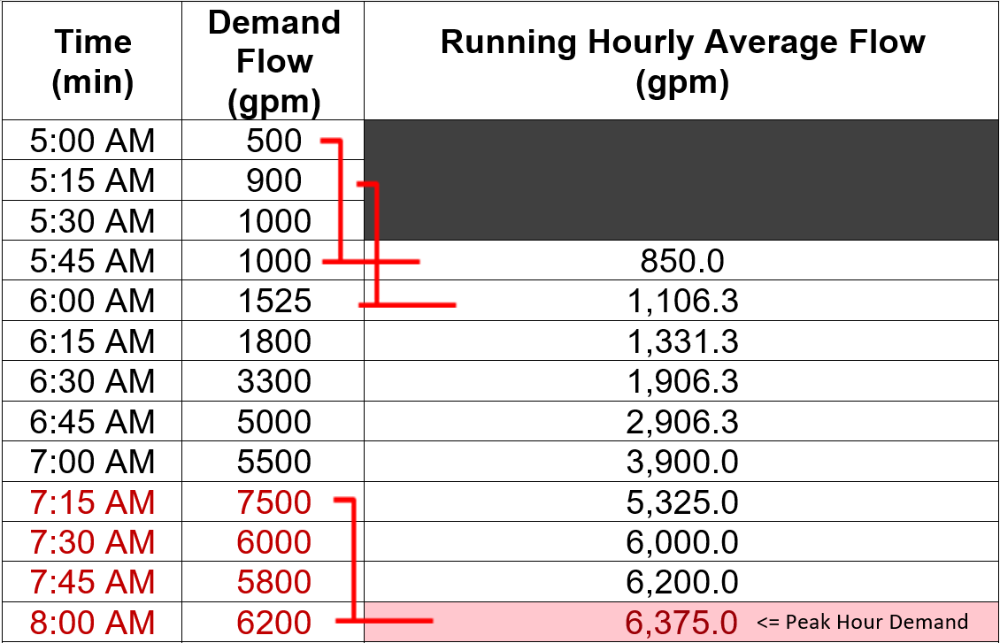 Time (min) Demand Flow (gpm) Running Hourly Average Flow (gpm)
5:00 AM 500
5:15 AM 900
5:30 AM 1000
5:45 AM 1000 850.0
6:00 AM 1525 1,106.3
6:15 AM 1800 1,331.3
6:30 AM 3300 1,906.3
6:45 AM 5000 2,906.3
7:00 AM 5500 3,900.0
7:15 AM 7500 5,325.0
7:30 AM 6000 6,000.0
7:45 AM 5800 6,200.0
8:00 AM 6200 6,375.0 <= Peak Hour Demand